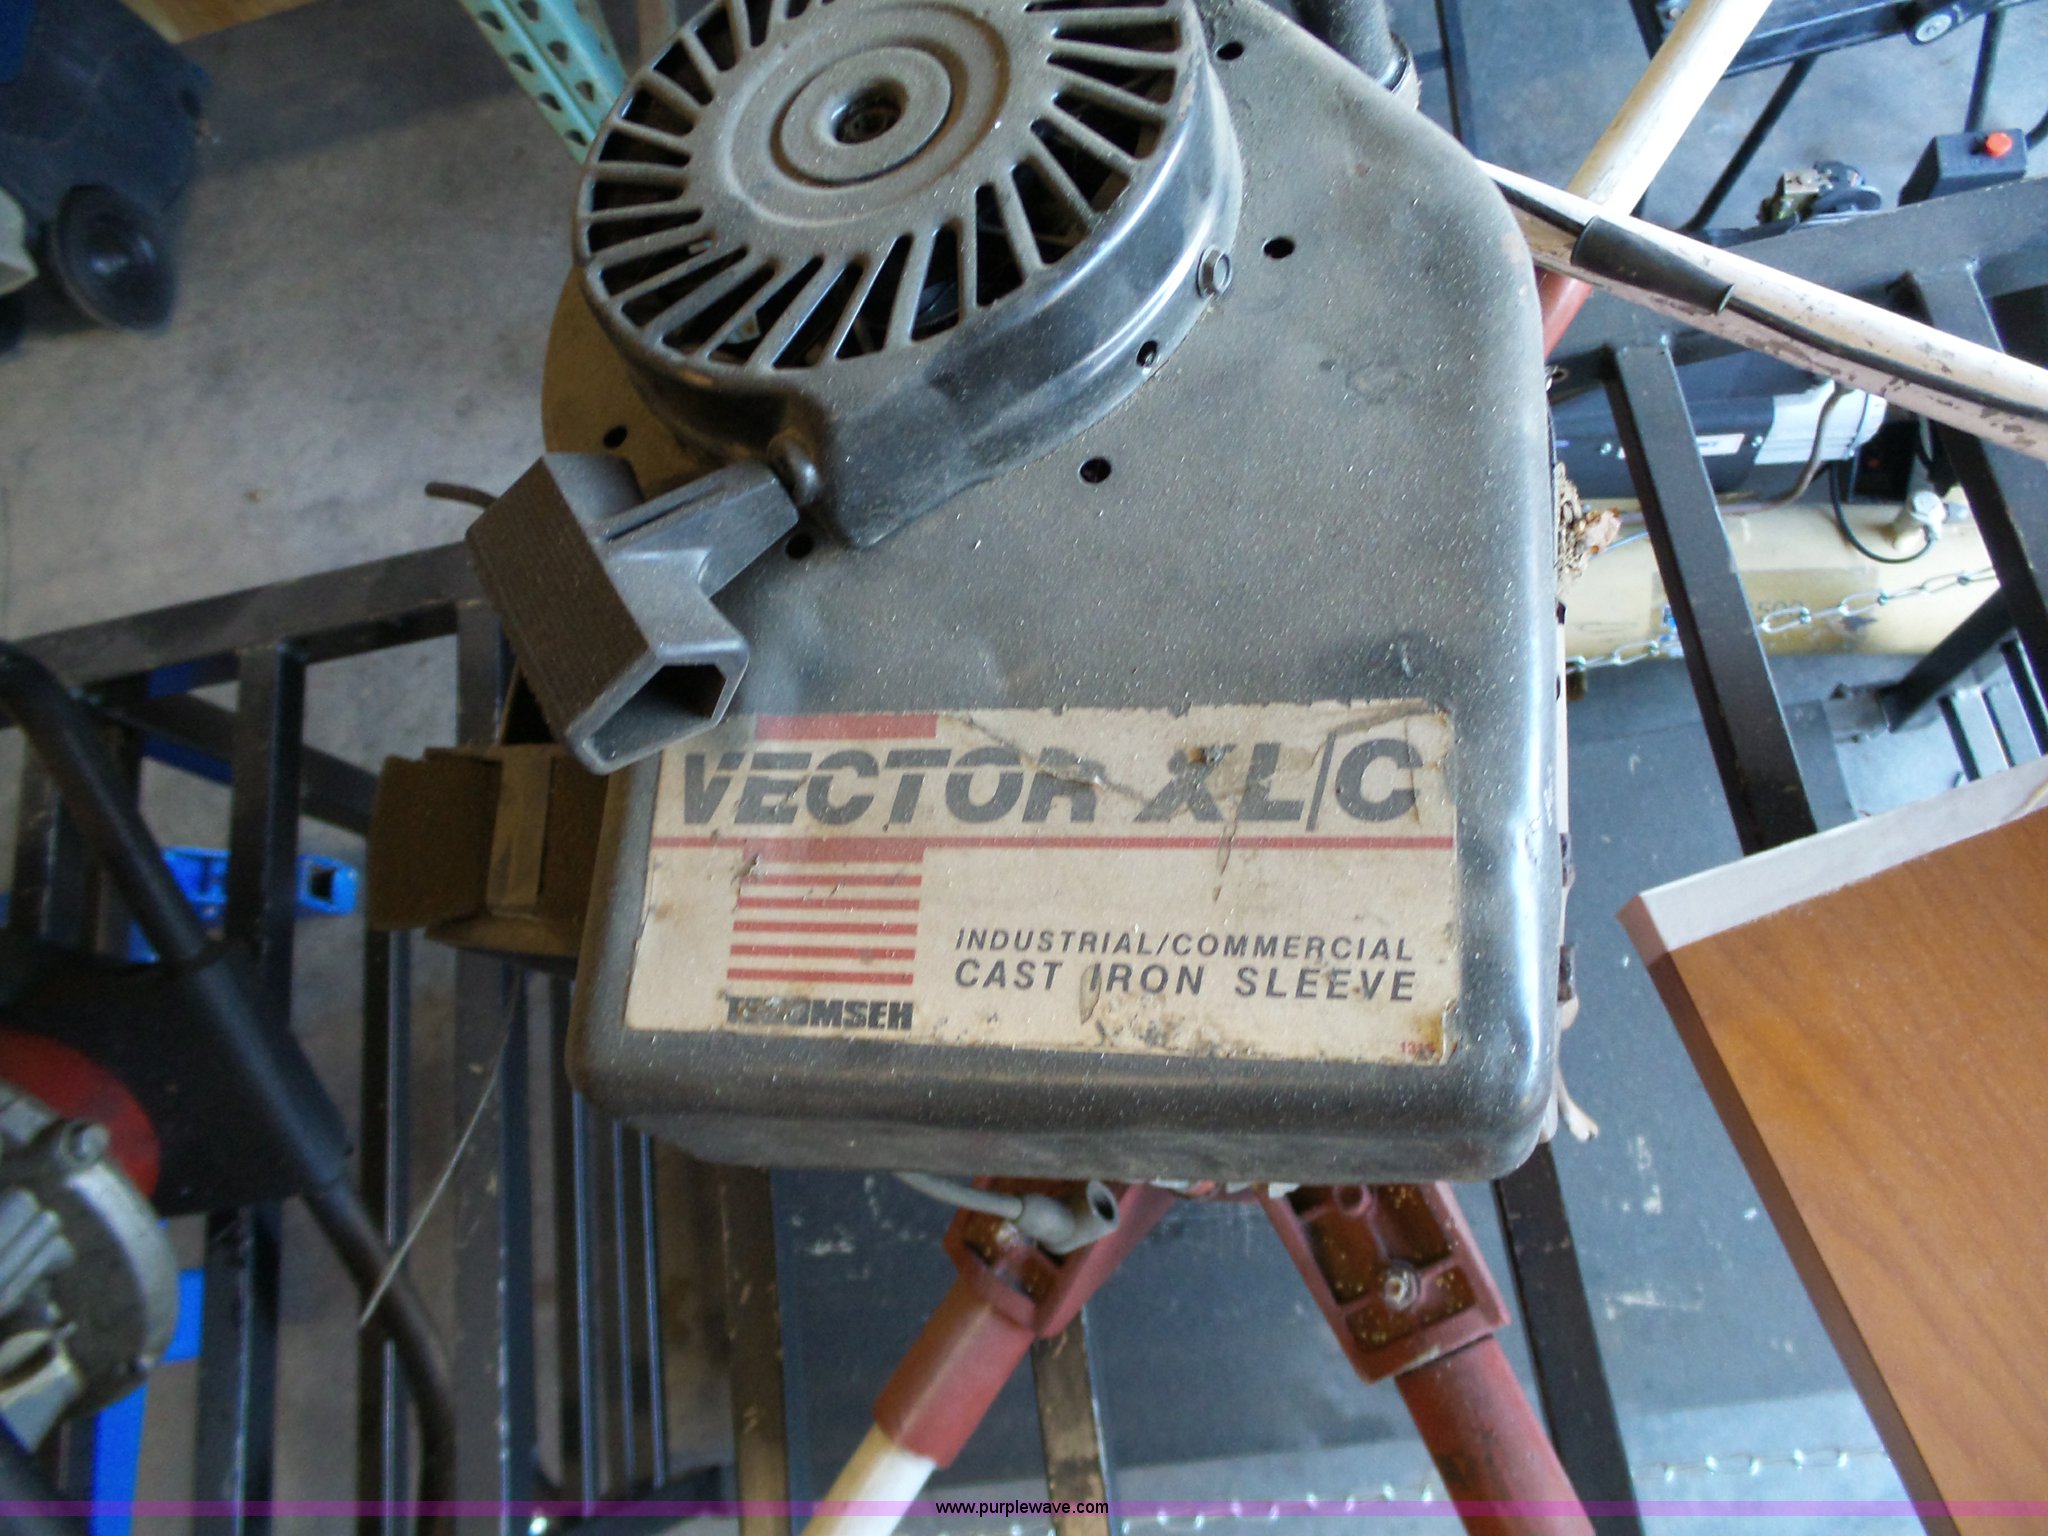 VECTOR XL/C
INDUSTRIAL/COMMERCIAL
CAST IRON SLEEVE
www.purplewave.com